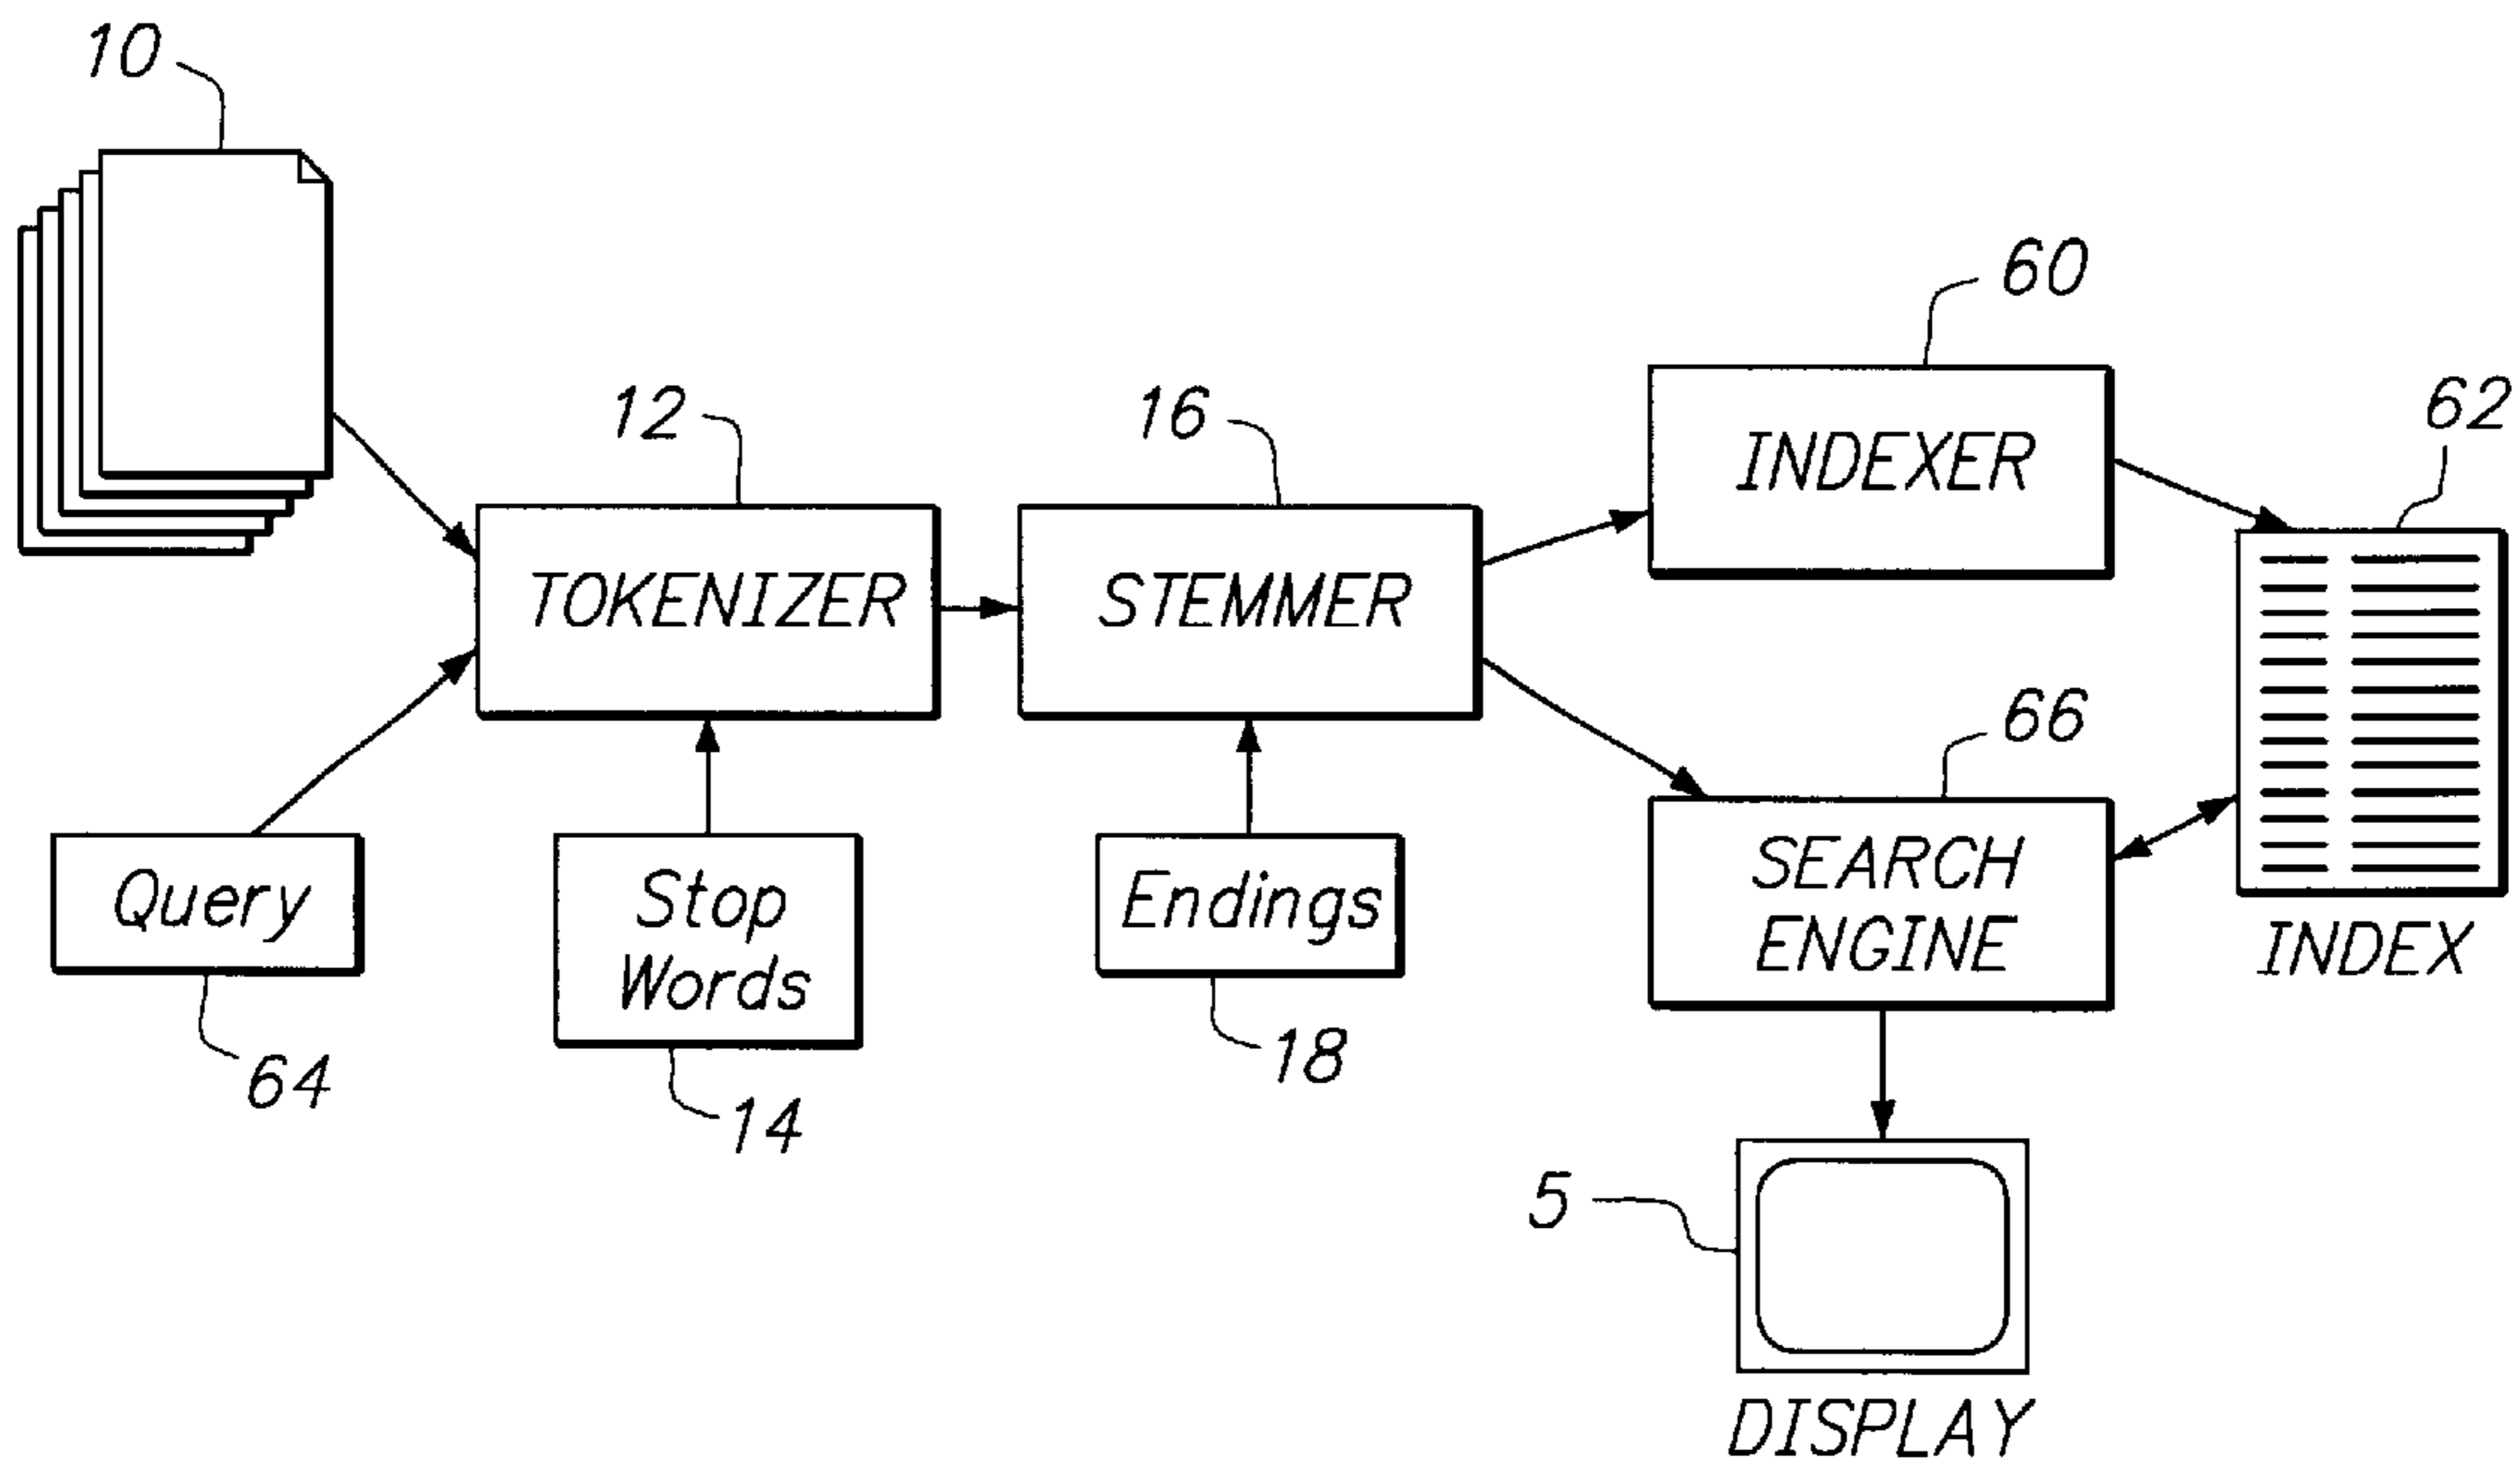 10
60
12
16
62
INDEXER
TOKENIZER
STEMMER
66
Query
Stop
Words
Endings
SEARCH
ENGINE
INDEX
64
14
18
5
DISPLAY